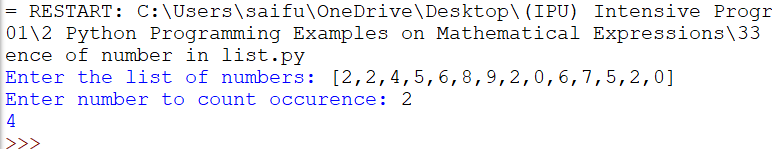 = RESTART: C:\Users\saifu\OneDrive\Desktop\(IPU) Intensive Progr
01\2 Python Programming Examples on Mathematical Expressions\33
ence of number in list.py
Enter the list of numbers: [2,2,4,5,6,8,9,2,0,6,7,5,2,0]
Enter number to count occurence: 2
4
>>>